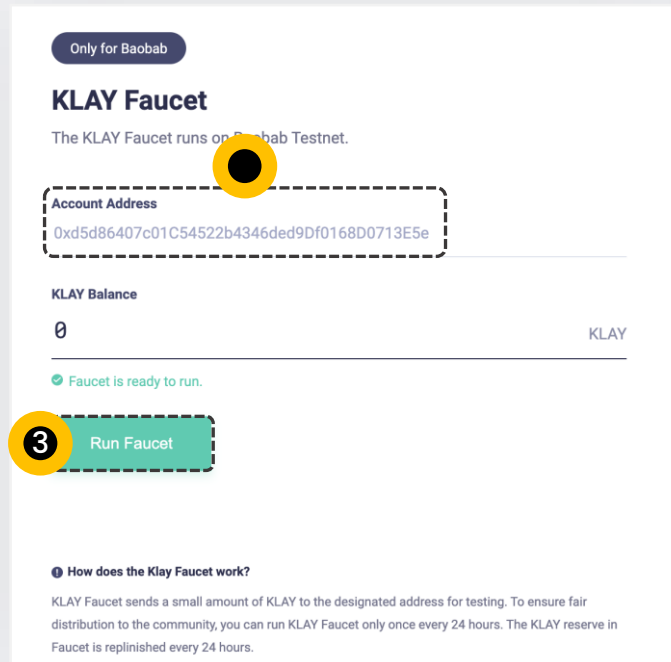 Only for Baobab
KLAY Faucet
The KLAY Faucet runs on Baobab Testnet.
Account Address
0xd5d86407c01C54522b4346ded9Df0168D0713E5e
KLAY Balance
0
KLAY
Faucet is ready to run.
3
Run Faucet
How does the Klay Faucet work?
KLAY Faucet sends a small amount of KLAY to the designated address for testing. To ensure fair
distribution to the community, you can run KLAY Faucet only once every 24 hours. The KLAY reserve in
Faucet is replinished every 24 hours.